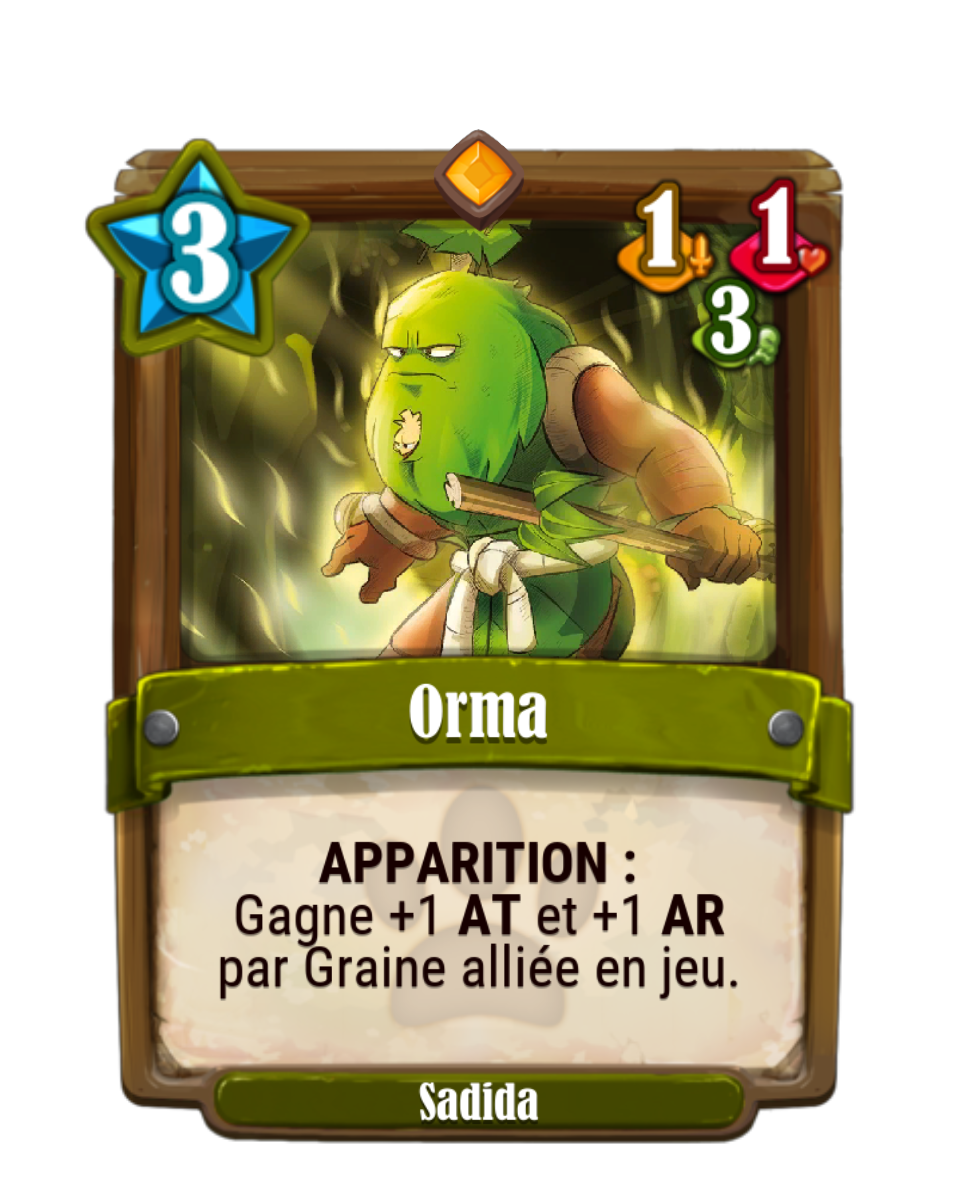 3
1
1
3
Orma
APPARITION :
Gagne +1 AT et +1 AR
par Graine alliée en jeu.
Sadida